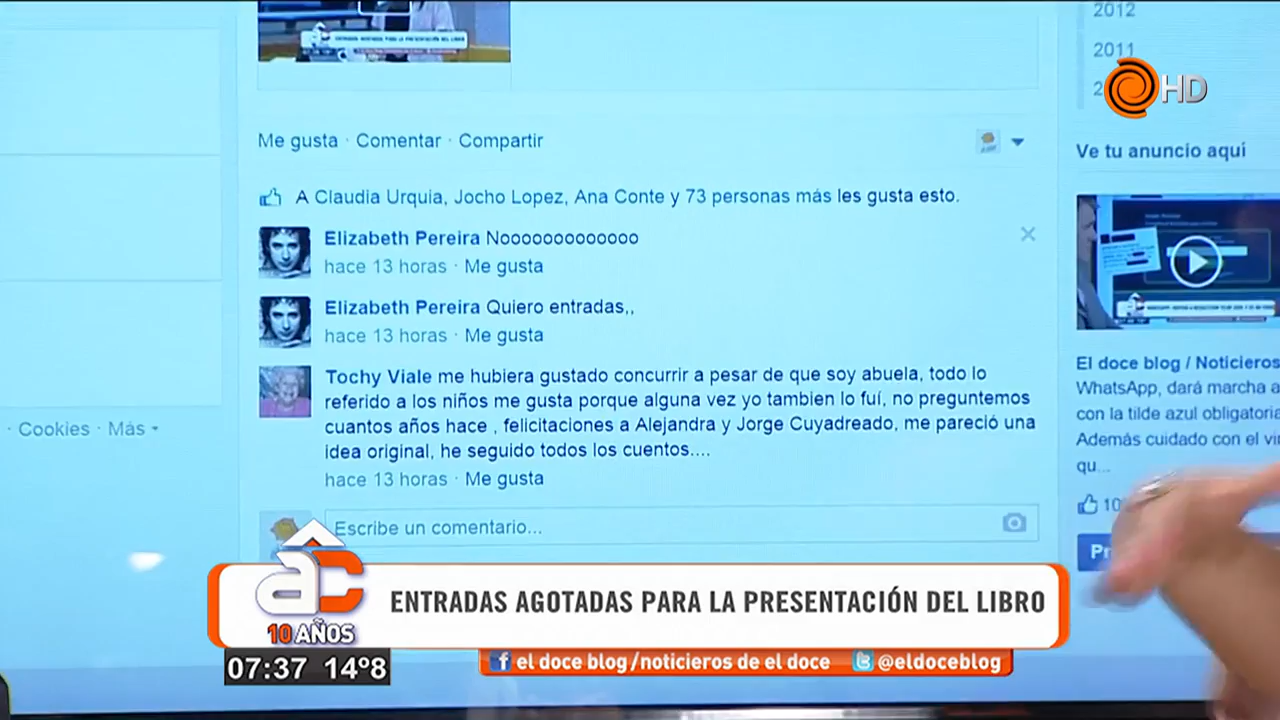 2012
2011
HD
Me gusta · Comentar · Compartir
Ve tu anuncio aquí
A Claudia Urquia, Jocho Lopez, Ana Conte y 73 personas más les gusta esto.
Elizabeth Pereira Nooooooooooooo
hace 13 horas · Me gusta
Elizabeth Pereira Quiero entradas,,
hace 13 horas · Me gusta
Tochy Viale me hubiera gustado concurrir a pesar de que soy abuela, todo lo
referido a los niños me gusta porque alguna vez yo tambien lo fuí, no preguntemos
cuantos años hace , felicitaciones a Alejandra y Jorge Cuyadreado, me pareció una
idea original, he seguido todos los cuentos....
hace 13 horas · Me gusta
El doce blog / Noticieros
WhatsApp, dará marcha a
con la tilde azul obligatoria
Además cuidado con el vi
qu...
· Cookies · Más
Escribe un comentario...
âc
10 AÑOS
ENTRADAS AGOTADAS PARA LA PRESENTACIÓN DEL LIBRO
07:37 14º8
f el doce blog/noticieros de el doce
@eldoceblog